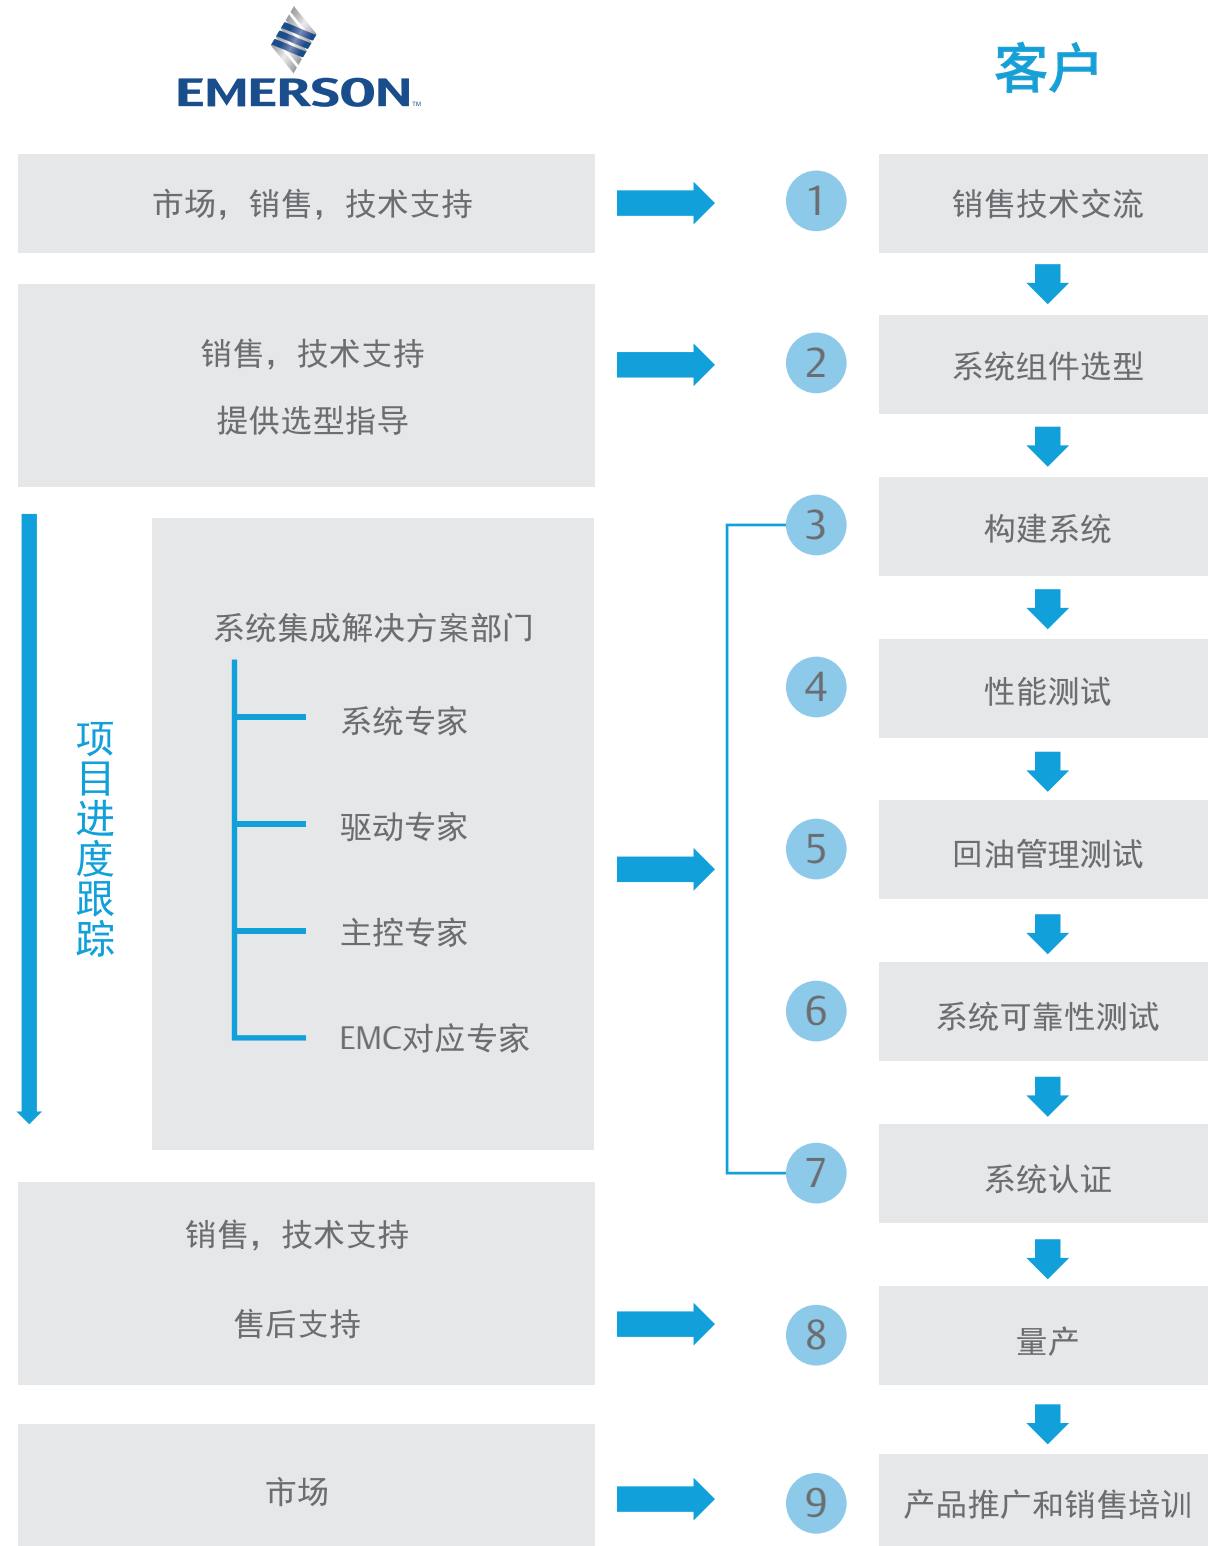 EMERSON™
客户
市场，销售，技术支持
1
销售技术交流
销售，技术支持
提供选型指导
2
系统组件选型
项目进度跟踪
系统集成解决方案部门
系统专家
驱动专家
主控专家
EMC对应专家
3
构建系统
4
性能测试
5
回油管理测试
6
系统可靠性测试
7
系统认证
销售，技术支持
售后支持
8
量产
市场
9
产品推广和销售培训